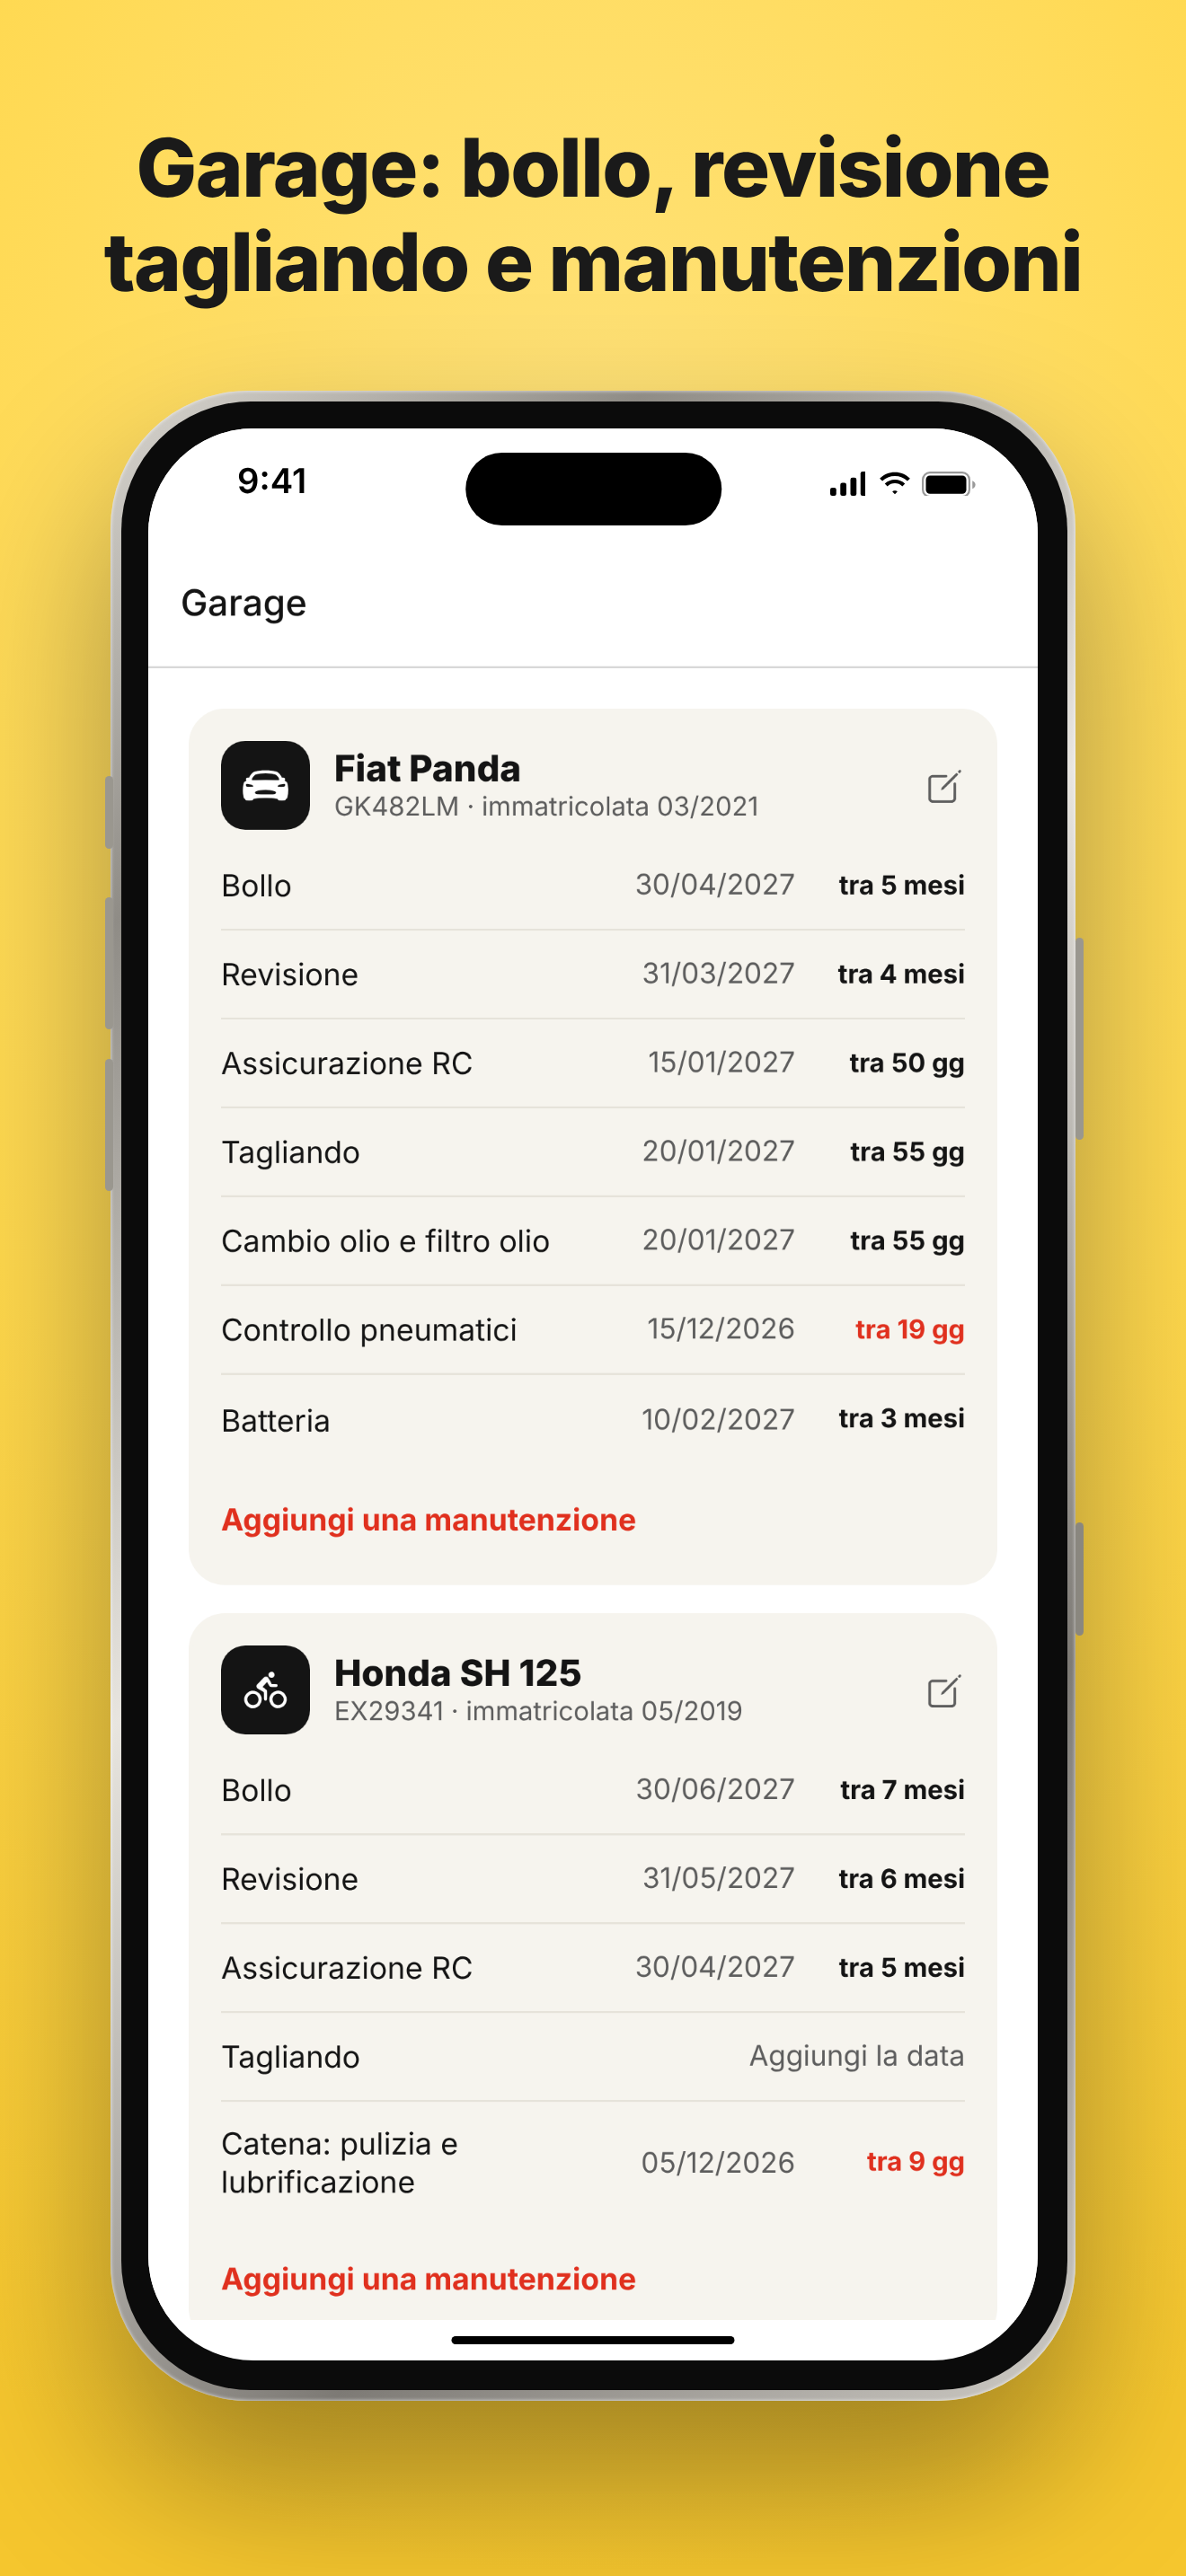 Garage: bollo, revisione
tagliando e manutenzioni
9:41
Garage
Fiat Panda
GK482LM · immatricolata 03/2021
Bollo 30/04/2027 tra 5 mesi
Revisione 31/03/2027 tra 4 mesi
Assicurazione RC 15/01/2027 tra 50 gg
Tagliando 20/01/2027 tra 55 gg
Cambio olio e filtro olio 20/01/2027 tra 55 gg
Controllo pneumatici 15/12/2026 tra 19 gg
Batteria 10/02/2027 tra 3 mesi
Aggiungi una manutenzione
Honda SH 125
EX29341 · immatricolata 05/2019
Bollo 30/06/2027 tra 7 mesi
Revisione 31/05/2027 tra 6 mesi
Assicurazione RC 30/04/2027 tra 5 mesi
Tagliando Aggiungi la data
Catena: pulizia e
lubrificazione 05/12/2026 tra 9 gg
Aggiungi una manutenzione